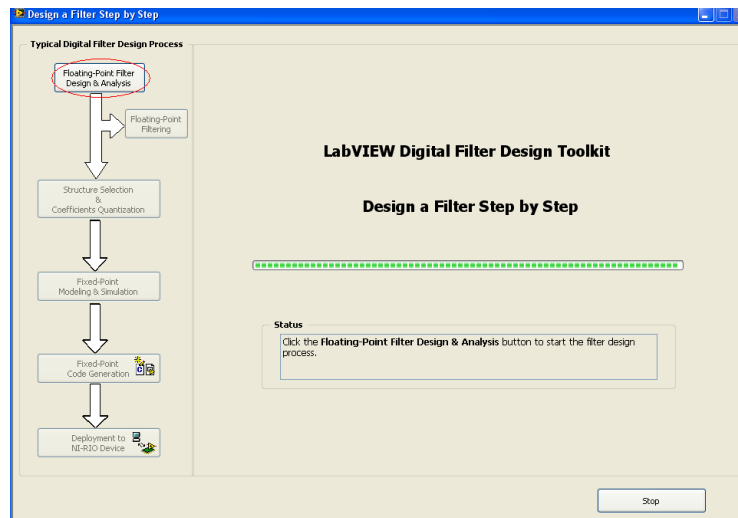 Design a Filter Step by Step
Typical Digital Filter Design Process
Floating-Point Filter
Design & Analysis
Floating-Point
Filtering
Structure Selection
&
Coefficients Quantization
Fixed-Point
Modeling & Simulation
Fixed-Point
Code Generation
Deployment to
NI-RIO Device
LabVIEW Digital Filter Design Toolkit
Design a Filter Step by Step
Status
Click the Floating-Point Filter Design & Analysis button to start the filter design
process.
Stop